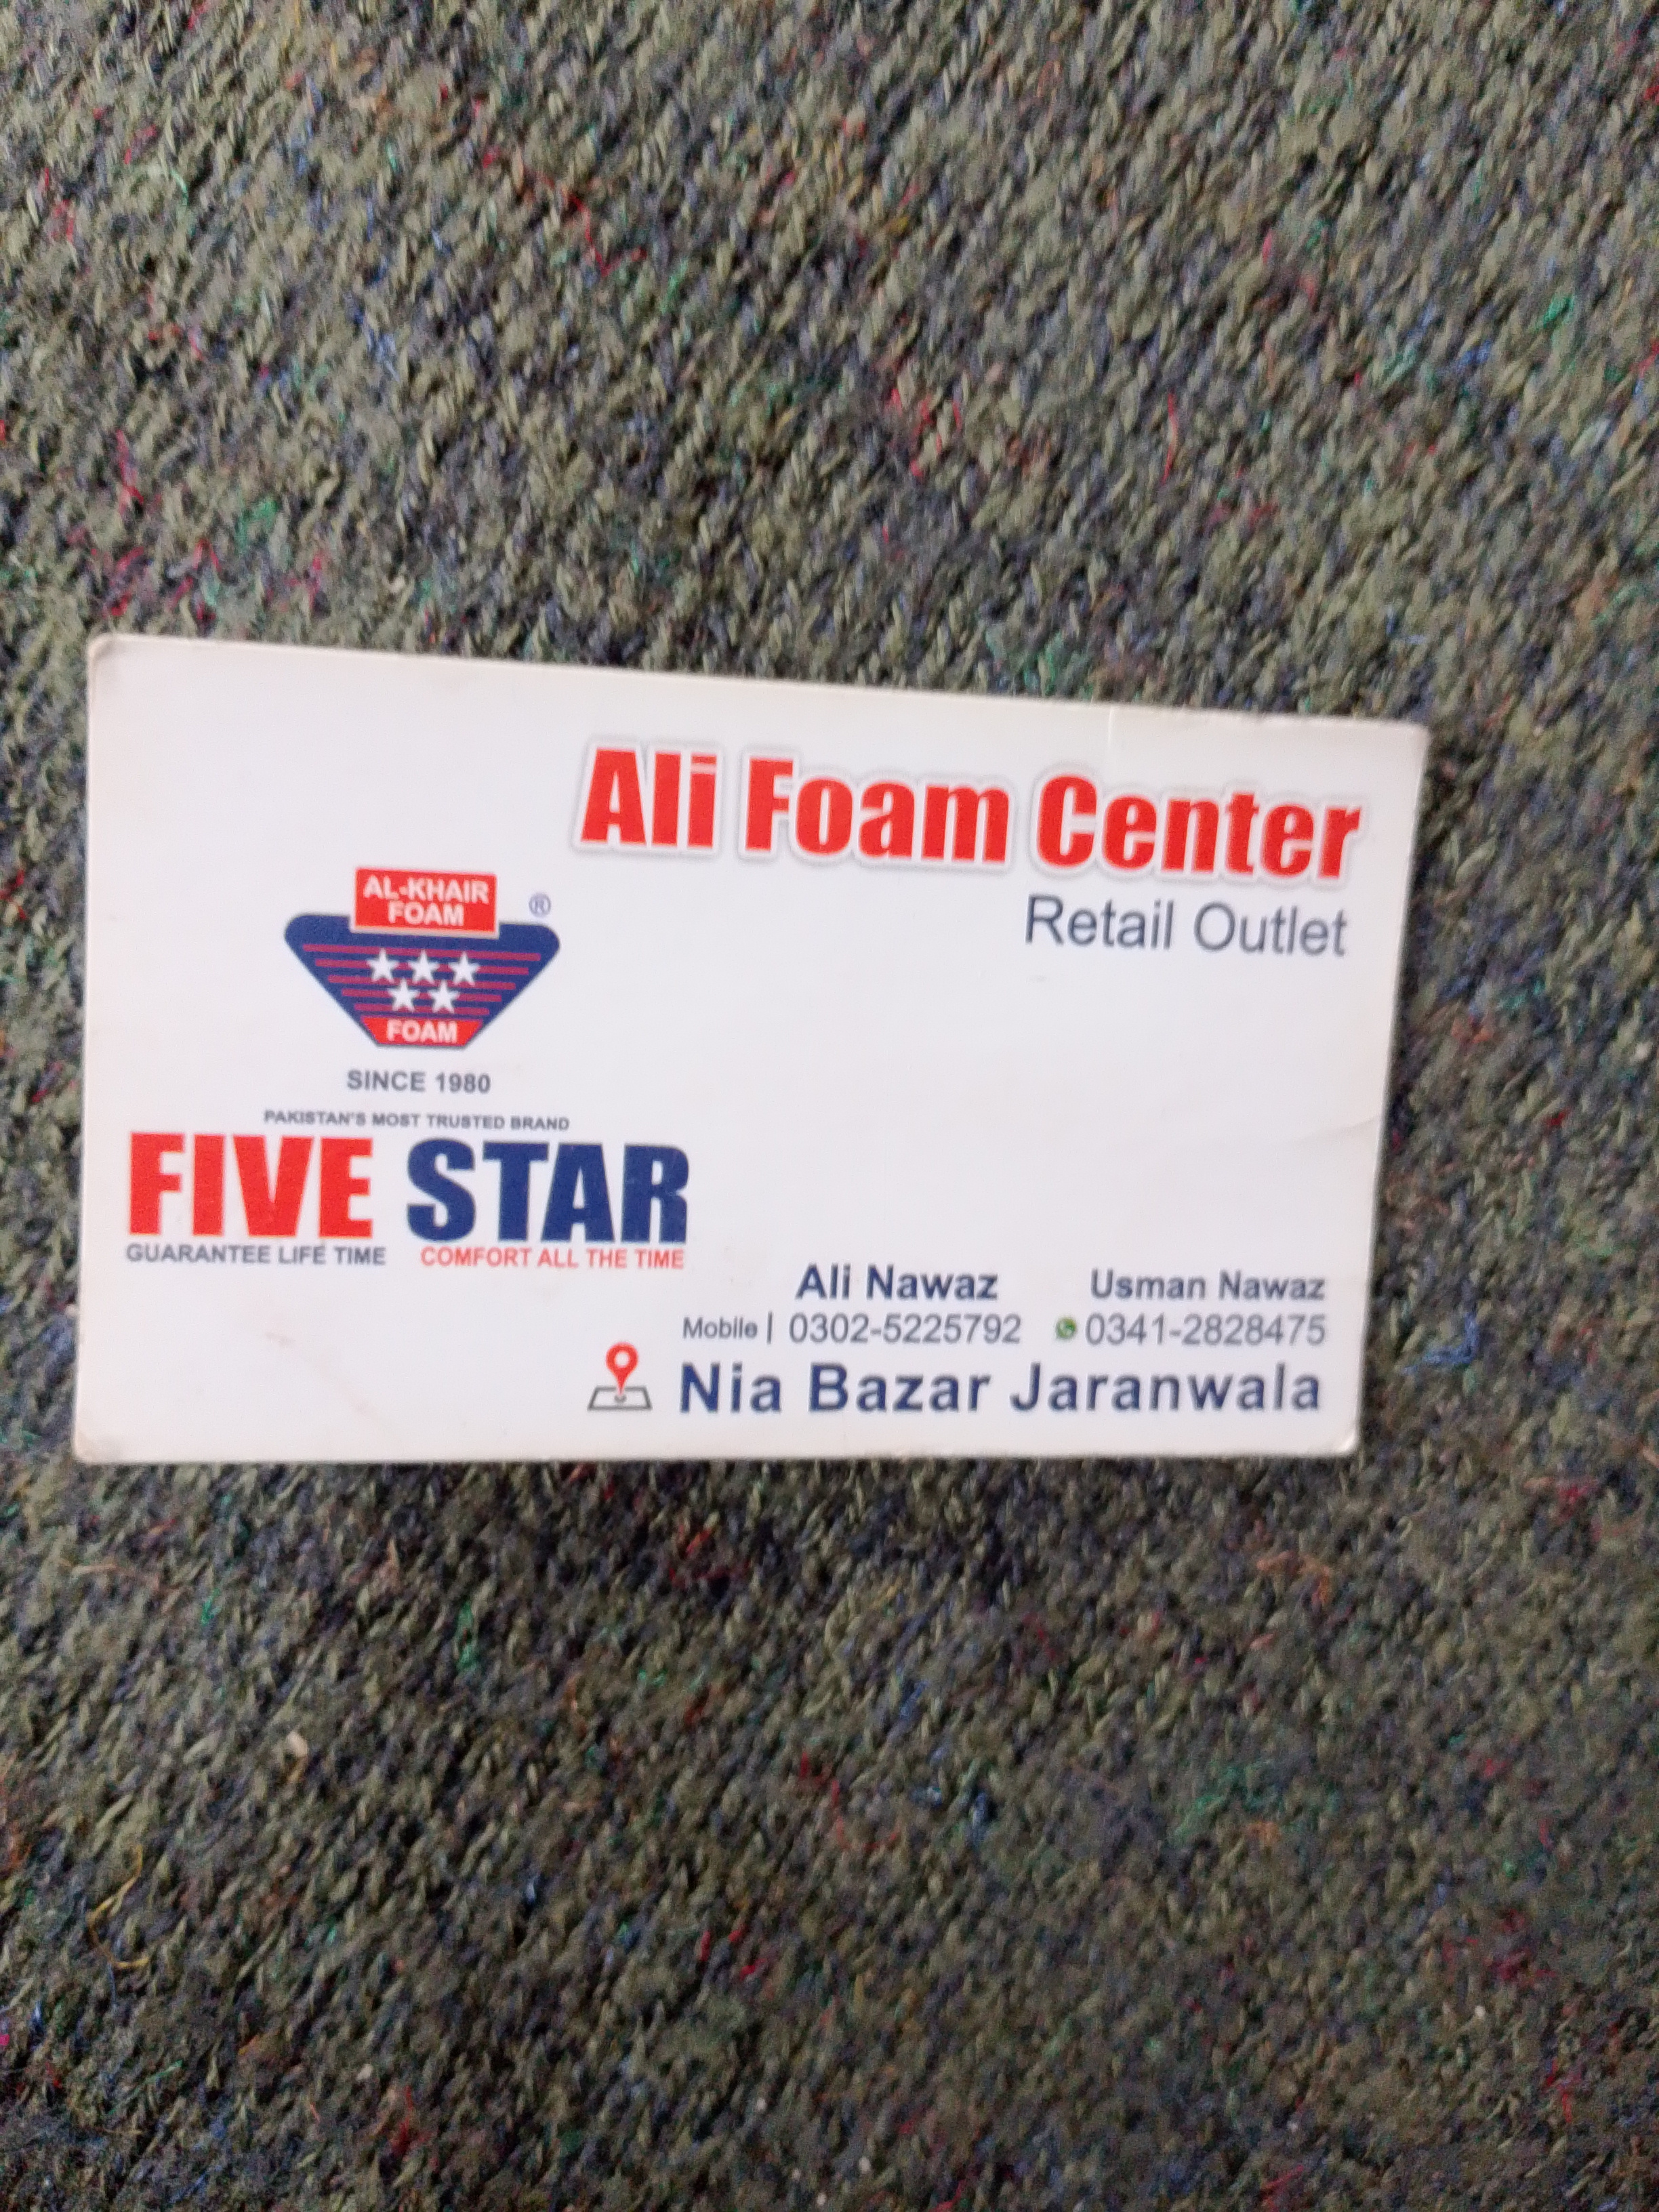 Ali Foam Center
Retail Outlet
AL-KHAIR
FOAM
®
FOAM
SINCE 1980
PAKISTAN'S MOST TRUSTED BRAND
FIVE STAR
GUARANTEE LIFE TIME COMFORT ALL THE TIME
Ali Nawaz Usman Nawaz
Mobile | 0302-5225792 0341-2828475
Nia Bazar Jaranwala